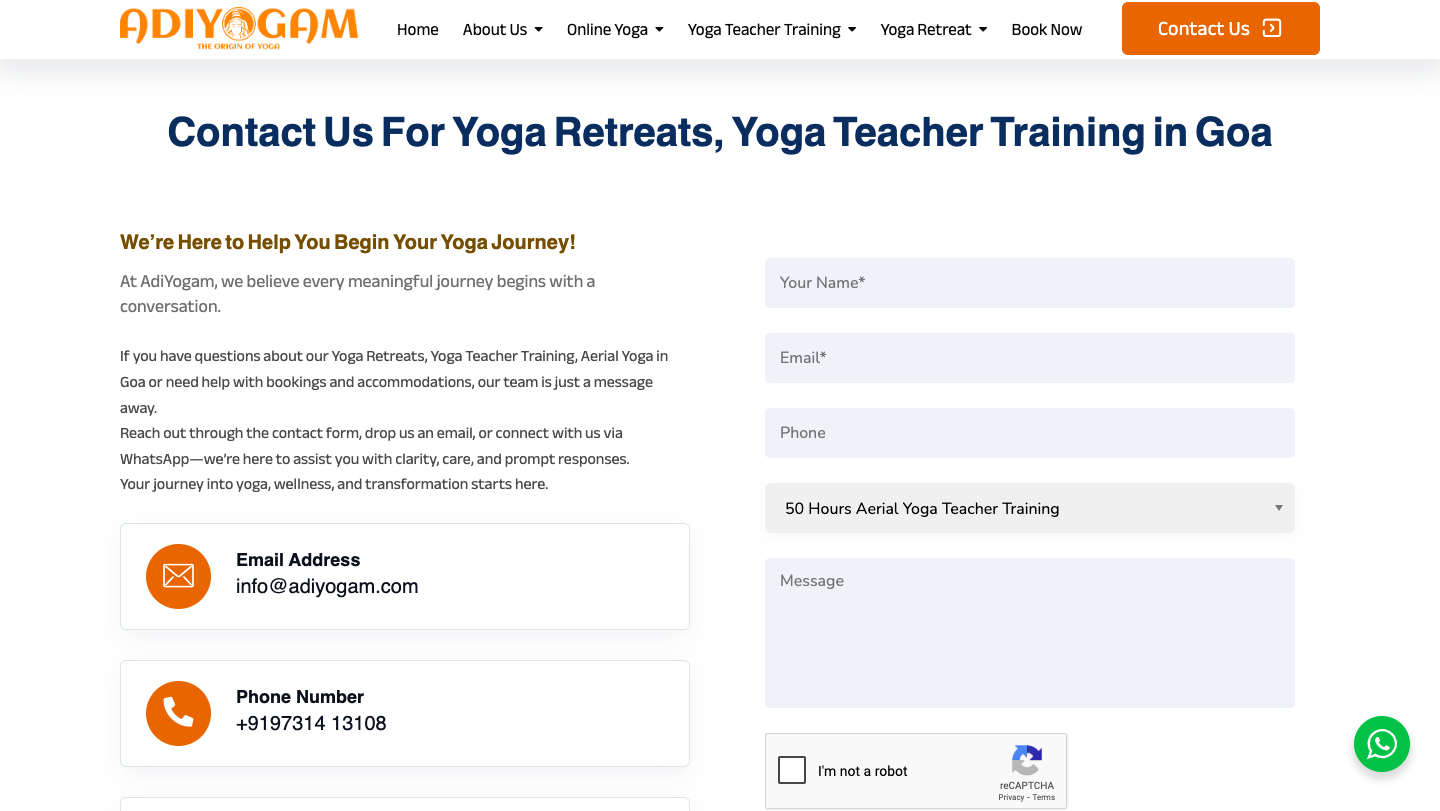 ADIYOGAM
THE ORIGIN OF YOGA
Home
About Us
Online Yoga
Yoga Teacher Training
Yoga Retreat
Book Now
Contact Us
Contact Us For Yoga Retreats, Yoga Teacher Training in Goa
We’re Here to Help You Begin Your Yoga Journey!
At AdiYogam, we believe every meaningful journey begins with a
conversation.
If you have questions about our Yoga Retreats, Yoga Teacher Training, Aerial Yoga in
Goa or need help with bookings and accommodations, our team is just a message
away.
Reach out through the contact form, drop us an email, or connect with us via
WhatsApp—we’re here to assist you with clarity, care, and prompt responses.
Your journey into yoga, wellness, and transformation starts here.
Email Address
info@adiyogam.com
Phone Number
+9197314 13108
Your Name*
Email*
Phone
50 Hours Aerial Yoga Teacher Training
Message
I'm not a robot
reCAPTCHA
Privacy - Terms